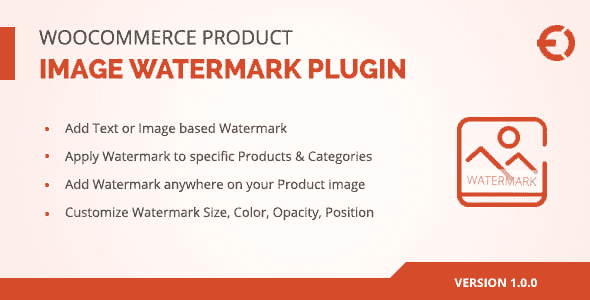 WOOCOMMERCE PRODUCT
IMAGE WATERMARK PLUGIN
Add Text or Image based Watermark
Apply Watermark to specific Products & Categories
Add Watermark anywhere on your Product image
Customize Watermark Size, Color, Opacity, Position
WATERMARK
VERSION 1.0.0